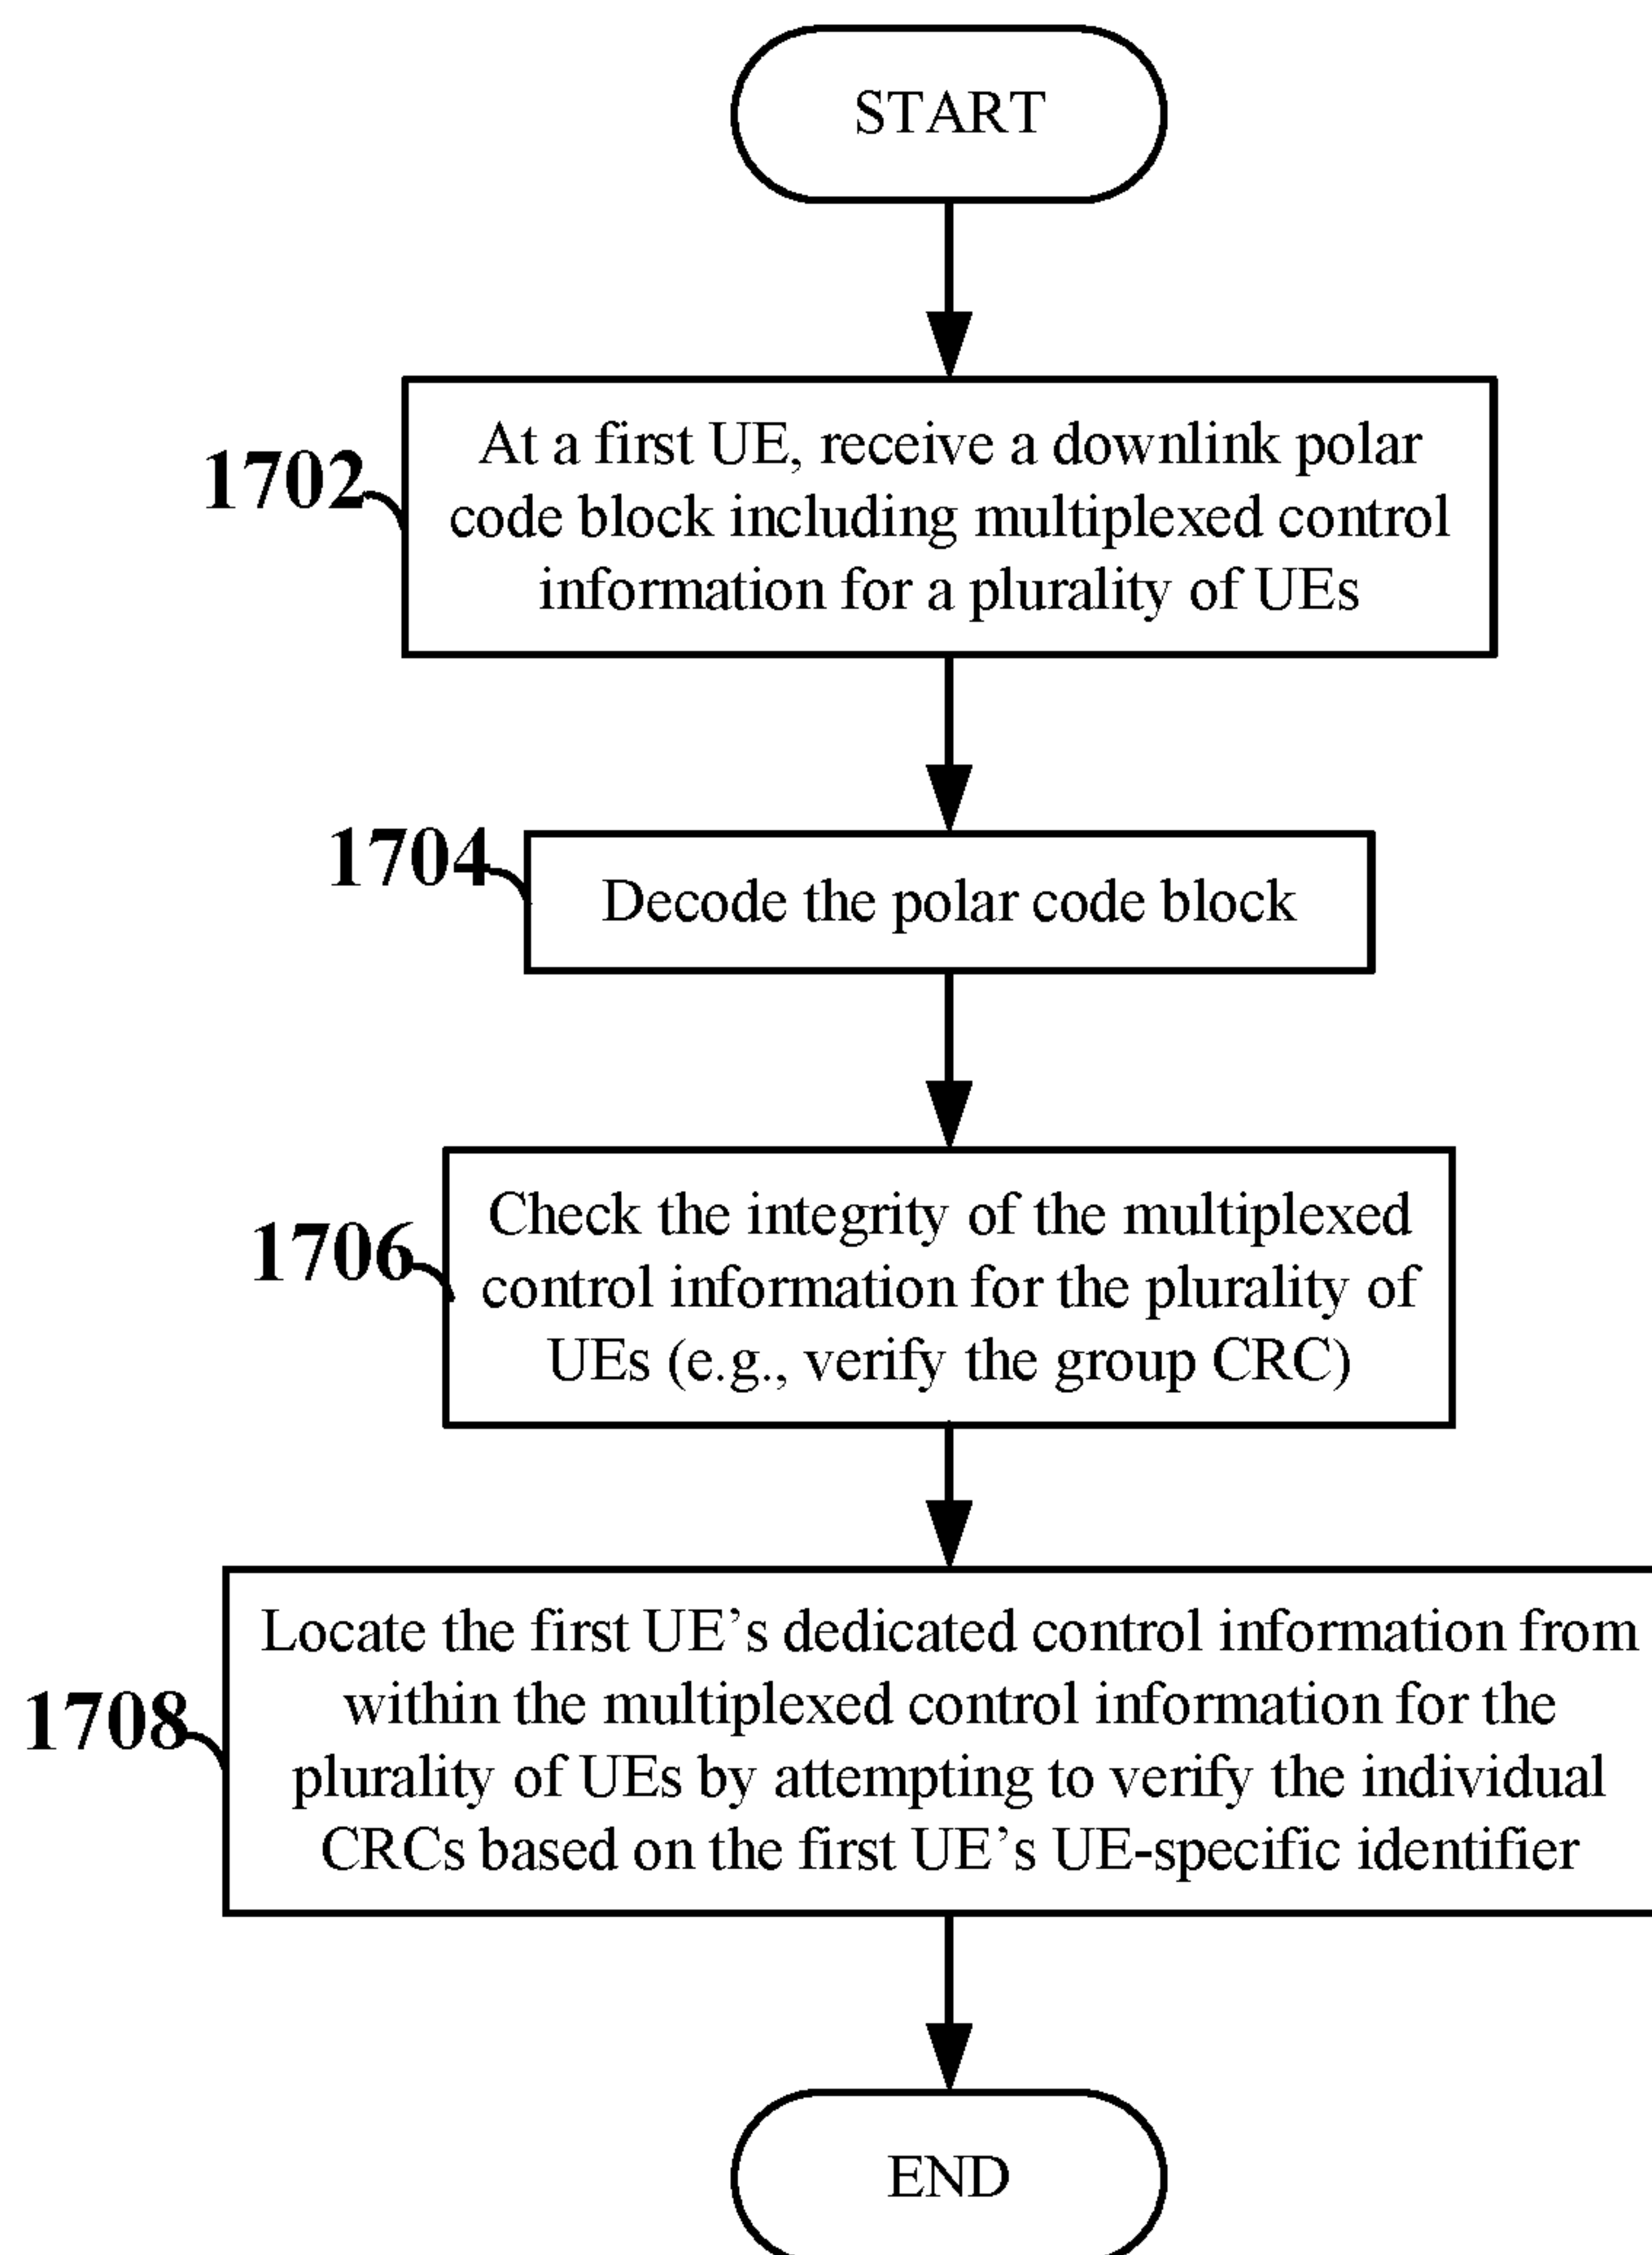 START
1702
At a first UE, receive a downlink polar
code block including multiplexed control
information for a plurality of UEs
1704
Decode the polar code block
1706
Check the integrity of the multiplexed
control information for the plurality of
UEs (e.g., verify the group CRC)
1708
Locate the first UE’s dedicated control information from
within the multiplexed control information for the
plurality of UEs by attempting to verify the individual
CRCs based on the first UE’s UE-specific identifier
END